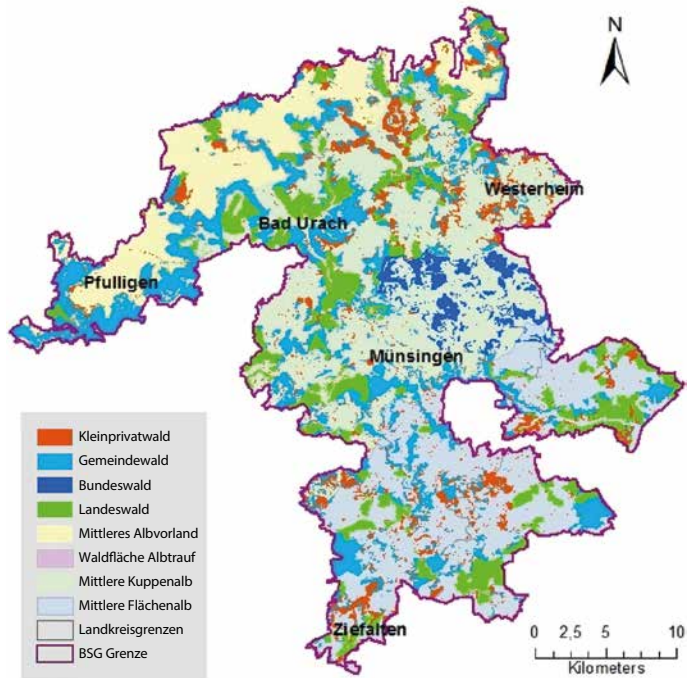 N
Westerheim
Bad Urach
Pfulligen
Münsingen
Kleinprivatwald
Gemeindewald
Bundeswald
Landeswald
Mittleres Albvorland
Waldfläche Albtrauf
Mittlere Kuppenalb
Mittlere Flächenalb
Landkreisgrenzen
BSG Grenze
Ziefalten
0 2,5 5 10
Kilometers